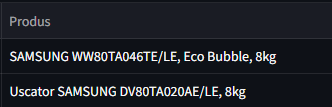 Produs
SAMSUNG WW80TA046TE/LE, Eco Bubble, 8kg
Uscator SAMSUNG DV80TA020AE/LE, 8kg